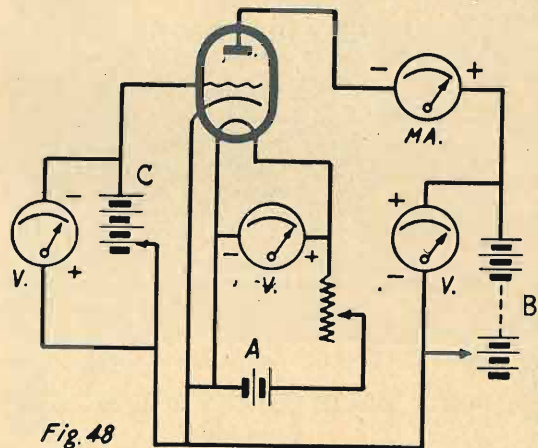 - +
MA.
C
-
+
V.
- +
V.
+
-
V.
B
A
Fig. 48